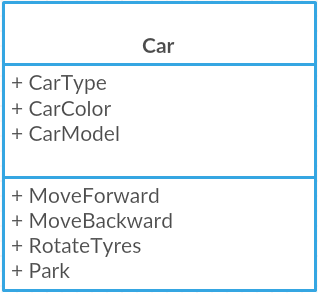 Car
+ CarType
+ CarColor
+ CarModel
+ MoveForward
+ MoveBackward
+ RotateTyres
+ Park